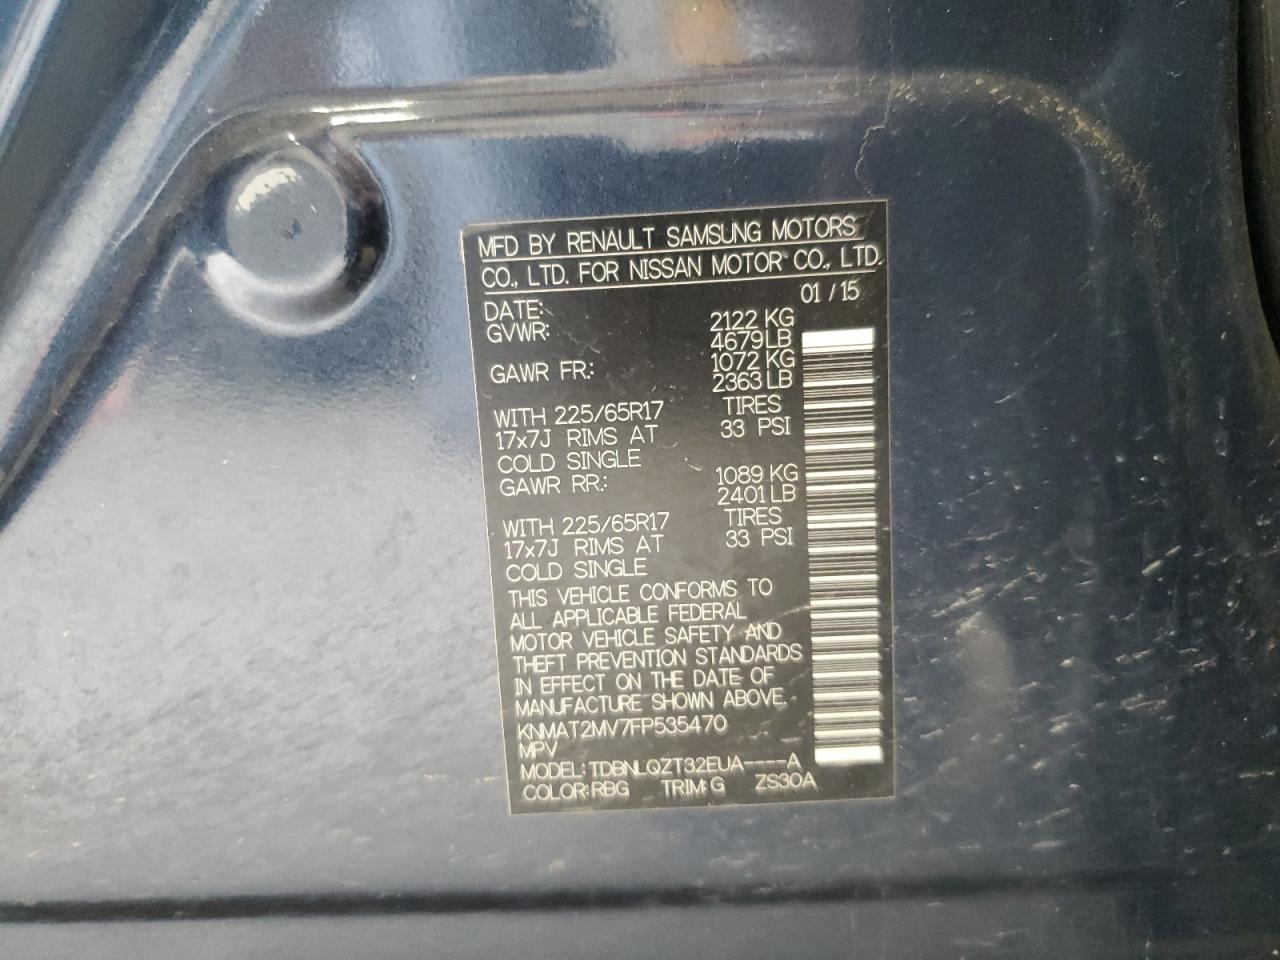 MFD BY RENAULT SAMSUNG MOTORS
CO., LTD. FOR NISSAN MOTOR CO., LTD.
DATE: 01 / 15
GVWR: 2122 KG
4679 LB
GAWR FR: 1072 KG
2363 LB
WITH 225/65R17 TIRES
17x7J RIMS AT 33 PSI
COLD SINGLE
GAWR RR: 1089 KG
2401 LB
WITH 225/65R17 TIRES
17x7J RIMS AT 33 PSI
COLD SINGLE
THIS VEHICLE CONFORMS TO
ALL APPLICABLE FEDERAL
MOTOR VEHICLE SAFETY AND
THEFT PREVENTION STANDARDS
IN EFFECT ON THE DATE OF
MANUFACTURE SHOWN ABOVE.
KNMAT2MV7FP535470
MPV
MODEL: TDBNLQZT32EUA----A
COLOR: RBG TRIM: G ZS30A